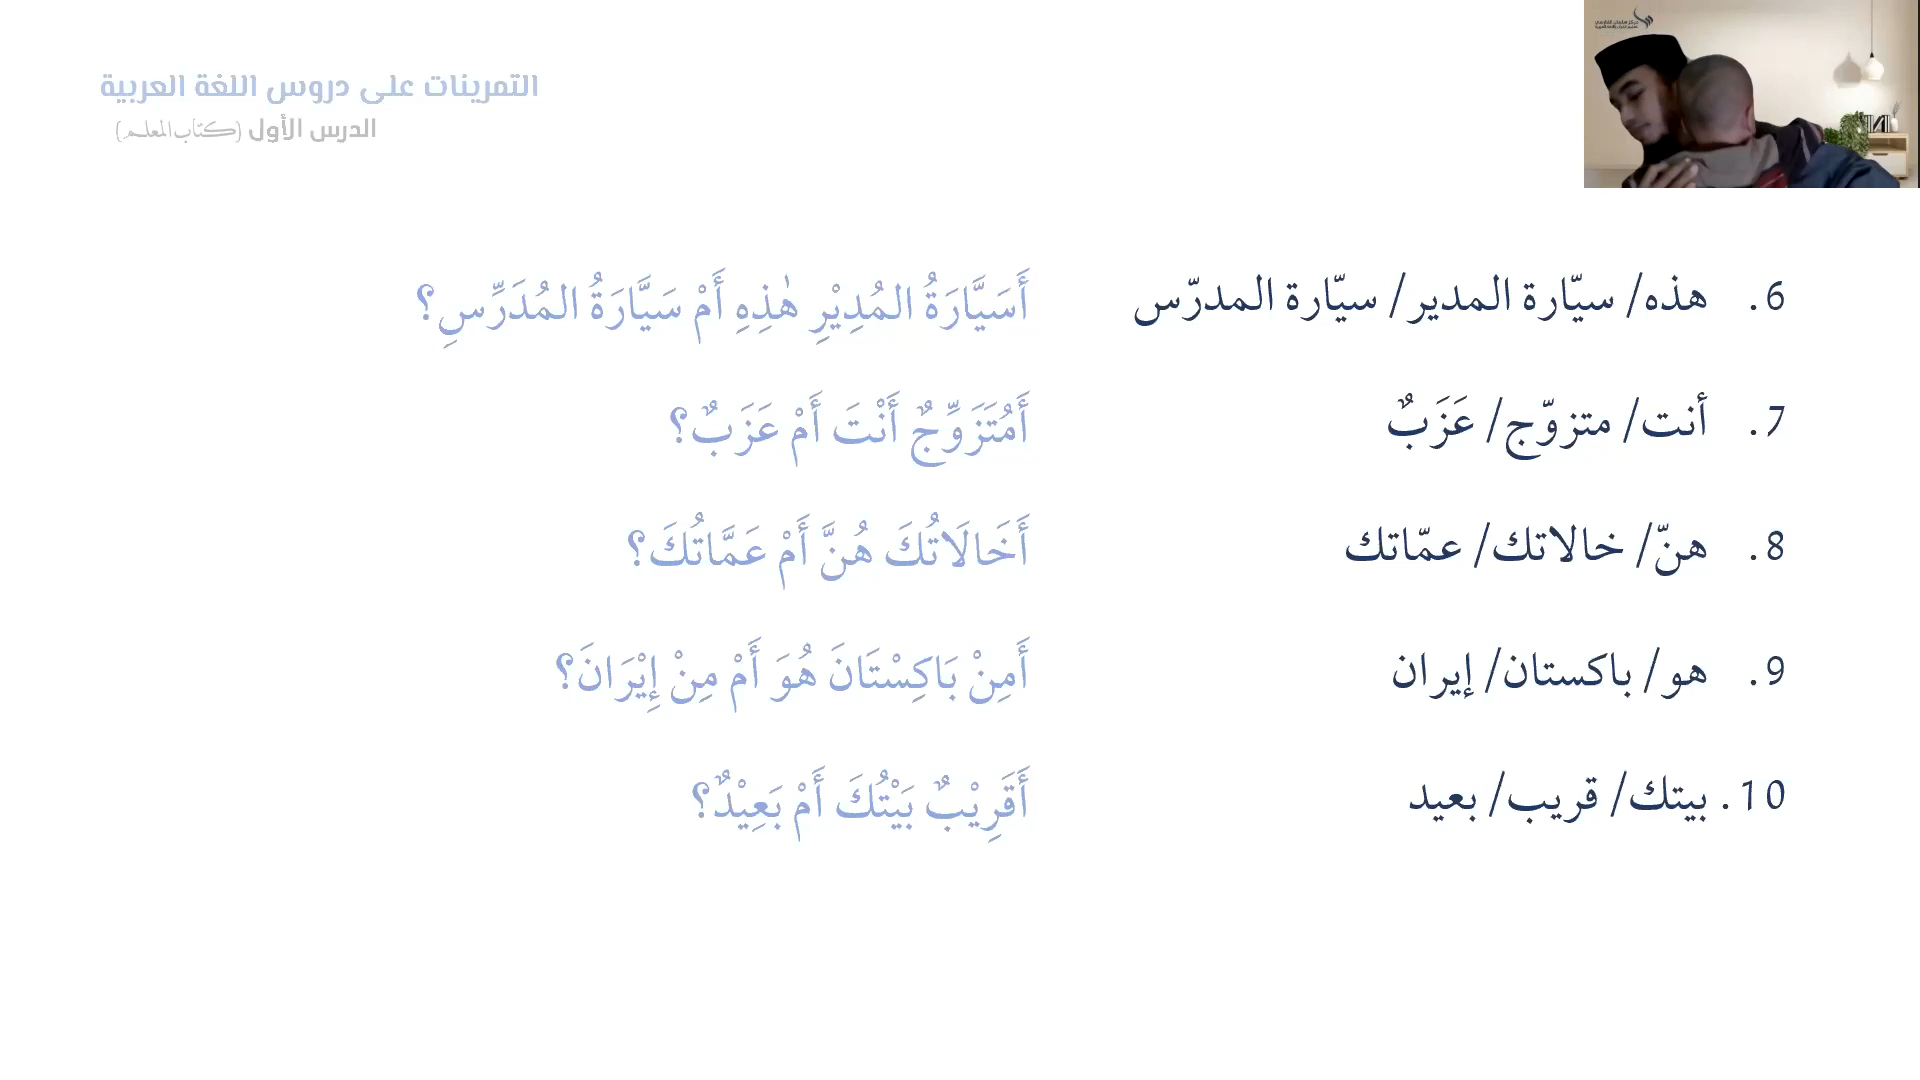 التمرينات على دروس اللغة العربية
الدرس الأول (كتاب المعلم)
6. هذه/ سيّارة المدير/ سيّارة المدرّس
أَسَيَّارَةُ المُدِيْرِ هٰذِهِ أَمْ سَيَّارَةُ المُدَرِّسِ؟
7. أنت/ متزوّج/ عَزَبٌ
أَمُتَزَوِّجٌ أَنْتَ أَمْ عَزَبٌ؟
8. هنّ/ خالاتك/ عمّاتك
أَخَالَاتُكَ هُنَّ أَمْ عَمَّاتُكَ؟
9. هو/ باكستان/ إيران
أَمِنْ بَاكِسْتَانَ هُوَ أَمْ مِنْ إِيْرَانَ؟
10. بيتك/ قريب/ بعيد
أَقَرِيْبٌ بَيْتُكَ أَمْ بَعِيْدٌ؟